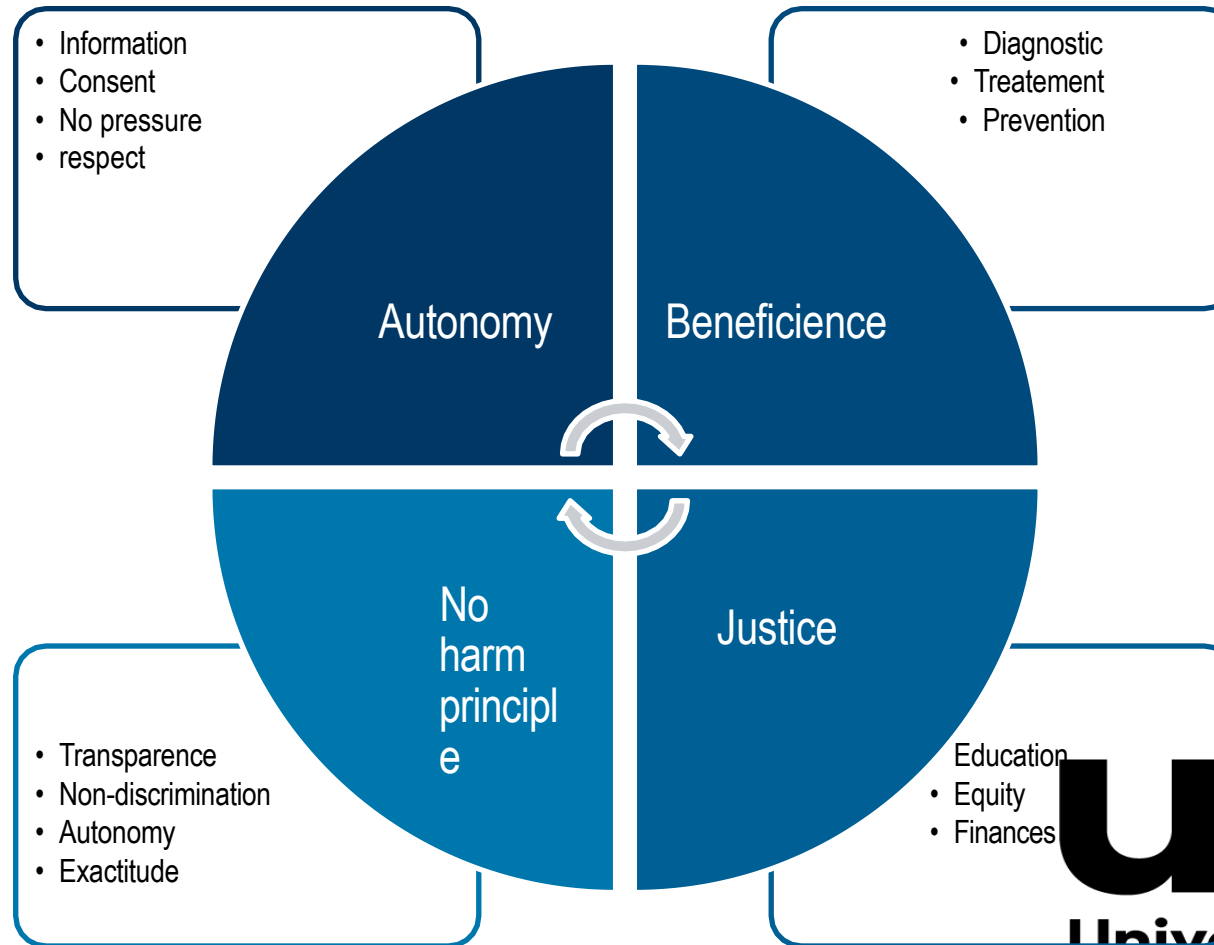 • Information
• Consent
• No pressure
• respect
• Diagnostic
• Treatement
• Prevention
Autonomy
Beneficience
No
harm
principl
e
Justice
• Transparence
• Non-discrimination
• Autonomy
• Exactitude
Education
• Equity
• Finances
u